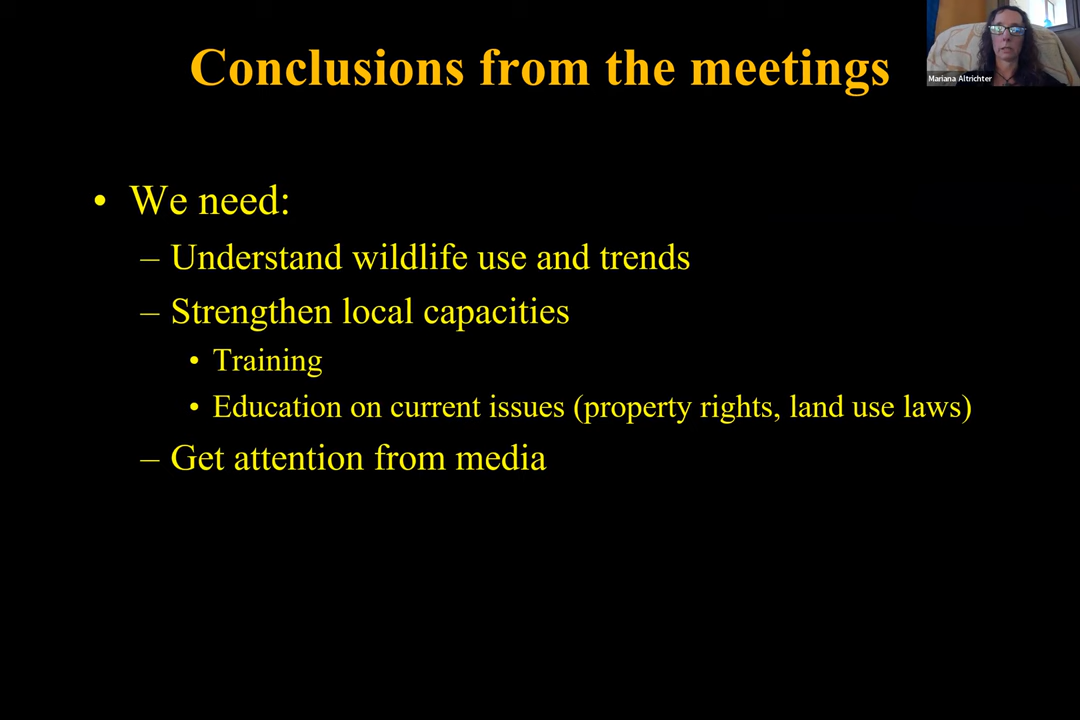 Conclusions from the meetings
Mariana Altrichter
• We need:
– Understand wildlife use and trends
– Strengthen local capacities
• Training
• Education on current issues (property rights, land use laws)
– Get attention from media